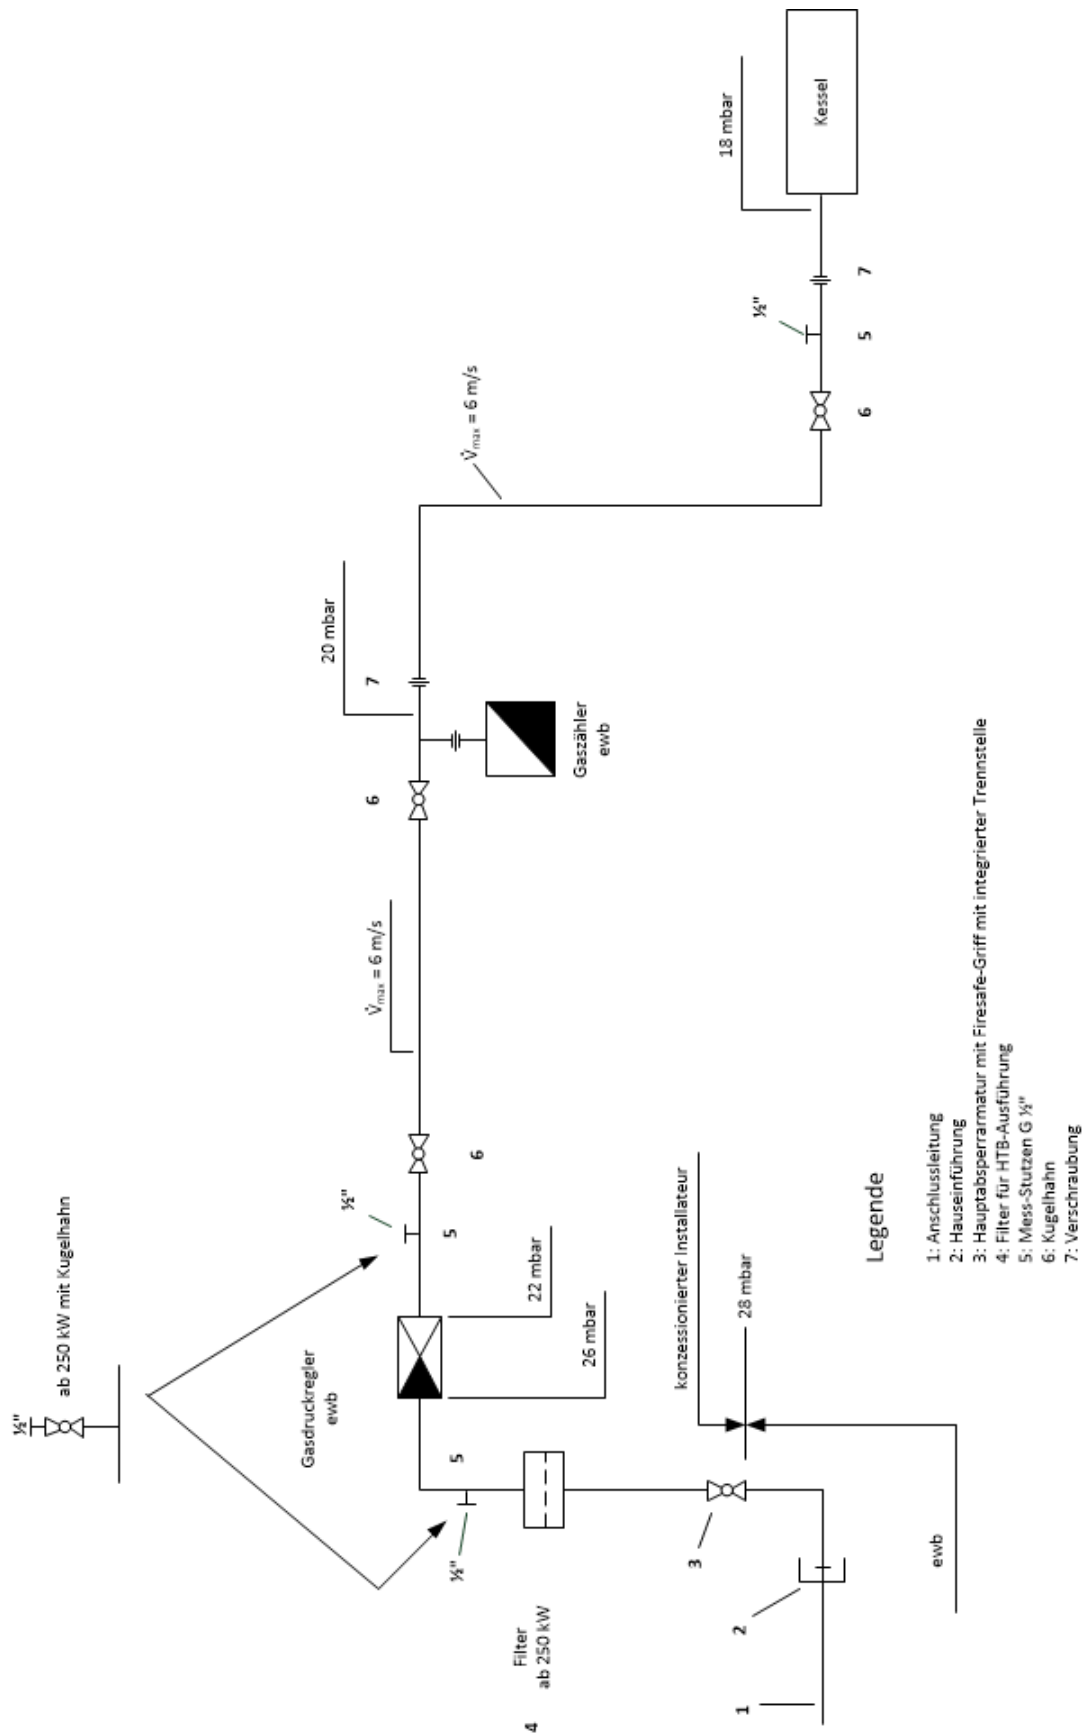 ½"
ab 250 kW mit Kugelhahn
Gasdruckregler
ewb
Filter
ab 250 kW
4
½"
5
½"
5
22 mbar
26 mbar
6
V̇max = 6 m/s
6
Gaszähler
ewb
7
20 mbar
V̇max = 6 m/s
6
½"
5
7
18 mbar
Kessel
1
2
3
konzessionierter Installateur
28 mbar
ewb
Legende
1: Anschlussleitung
2: Hauseinführung
3: Hauptabsperrarmatur mit Firesafe-Griff mit integrierter Trennstelle
4: Filter für HTB-Ausführung
5: Mess-Stutzen G ½"
6: Kugelhahn
7: Verschraubung